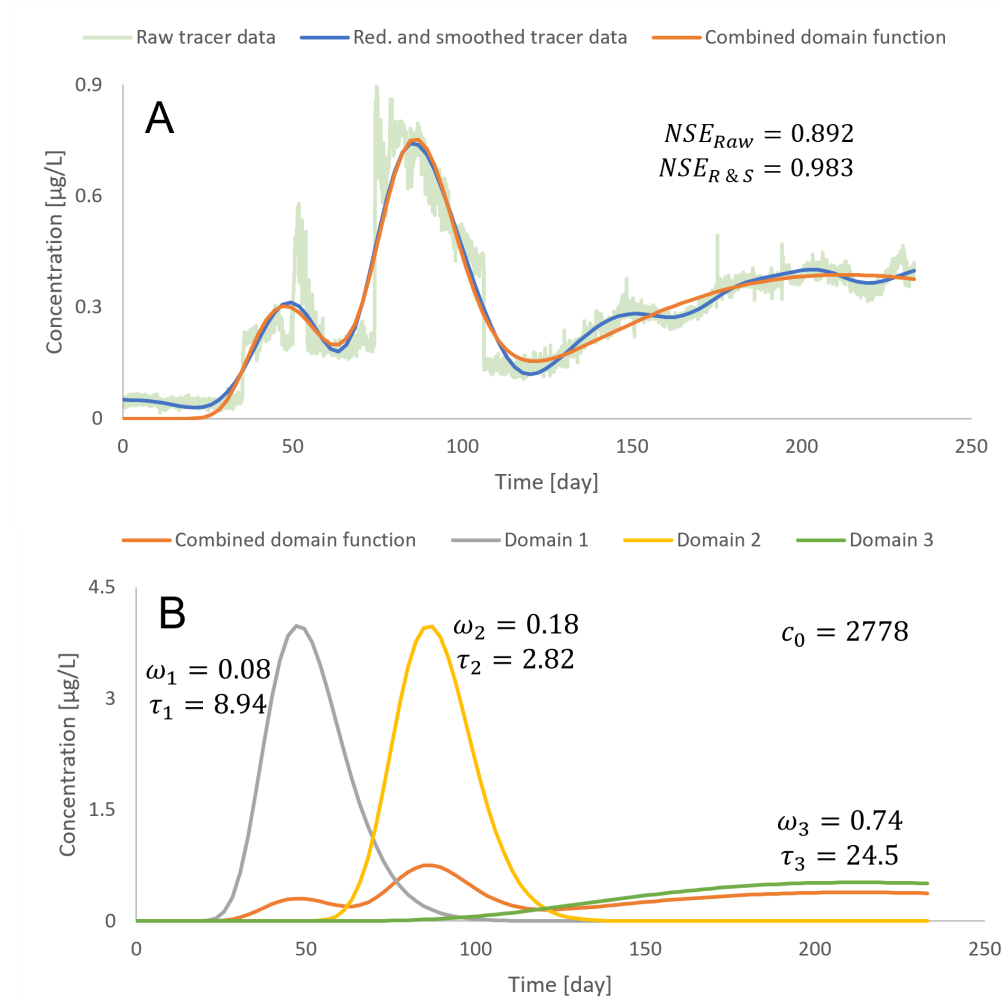 Raw tracer data Red. and smoothed tracer data Combined domain function
0.9
A
NSE_Raw = 0.892
NSE_R & S = 0.983
0.6
Concentration [µg/L]
0.3
0
0 50 100 150 200 250
Time [day]
Combined domain function Domain 1 Domain 2 Domain 3
4.5
B
ω₂ = 0.18
τ₂ = 2.82
c₀ = 2778
ω₁ = 0.08
τ₁ = 8.94
3
Concentration [µg/L]
1.5
ω₃ = 0.74
τ₃ = 24.5
0
0 50 100 150 200 250
Time [day]